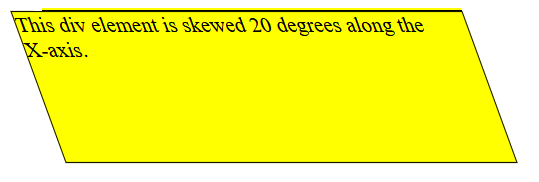 This div element is skewed 20 degrees along the
X-axis.